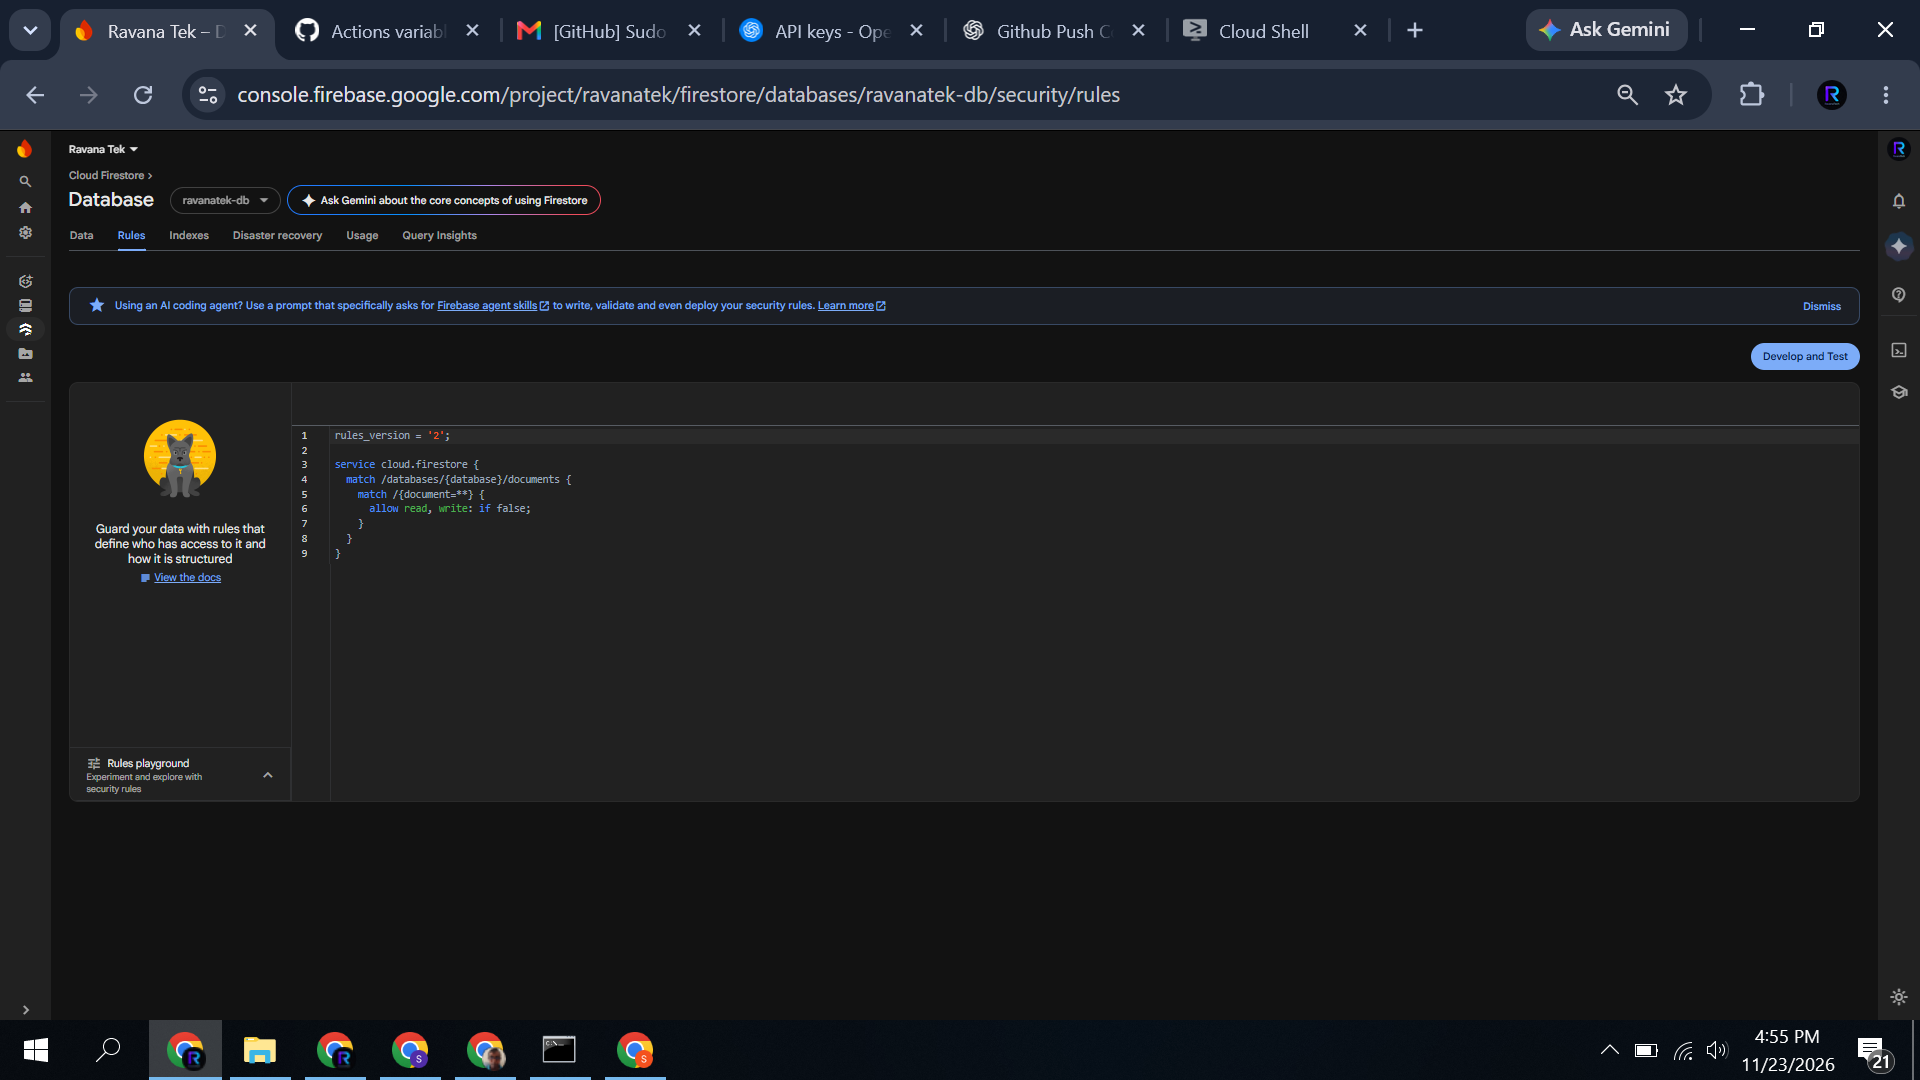 Ravana Tek – D
Actions variabl
[GitHub] Sudo
API keys - Ope
Github Push C
Cloud Shell
Ask Gemini
console.firebase.google.com/project/ravanatek/firestore/databases/ravanatek-db/security/rules
Ravana Tek
Cloud Firestore >
Database
ravanatek-db
Ask Gemini about the core concepts of using Firestore
Data
Rules
Indexes
Disaster recovery
Usage
Query Insights
Using an AI coding agent? Use a prompt that specifically asks for Firebase agent skills to write, validate and even deploy your security rules. Learn more
Dismiss
Develop and Test
Guard your data with rules that
define who has access to it and
how it is structured
View the docs
Rules playground
Experiment and explore with
security rules
1 rules_version = '2';
2
3 service cloud.firestore {
4 match /databases/{database}/documents {
5 match /{document=**} {
6 allow read, write: if false;
7 }
8 }
9 }
4:55 PM
11/23/2026
21